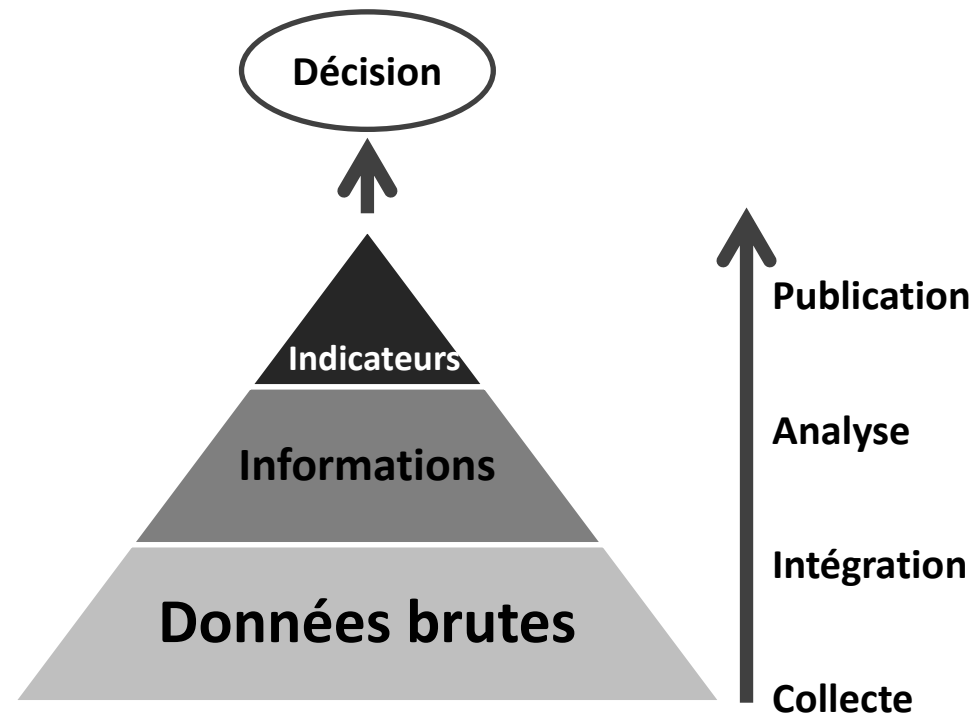 Décision
Indicateurs
Informations
Données brutes
Publication
Analyse
Intégration
Collecte